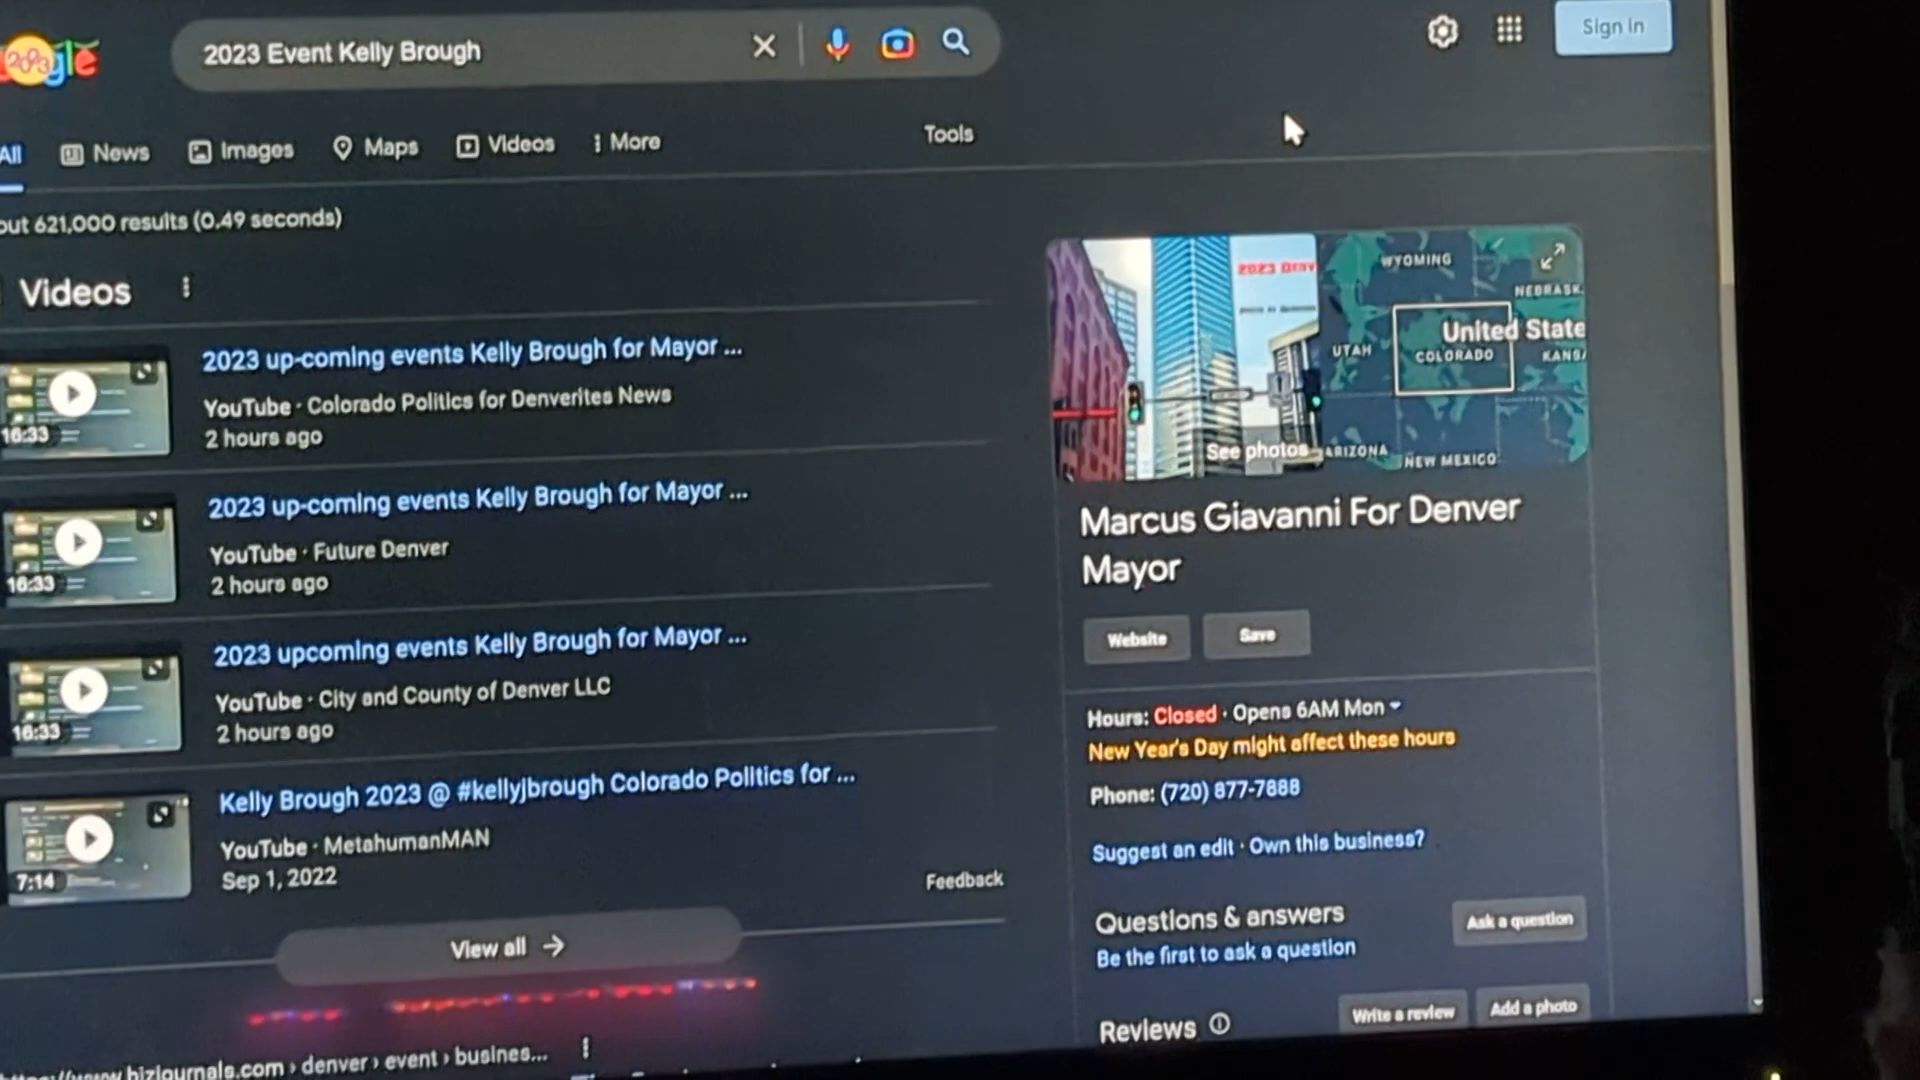 2023 Event Kelly Brough
Sign in
All
News
Images
Maps
Videos
More
Tools
out 621,000 results (0.49 seconds)
Videos
2023 up-coming events Kelly Brough for Mayor ...
YouTube · Colorado Politics for Denverites News
2 hours ago
16:33
2023 up-coming events Kelly Brough for Mayor ...
YouTube · Future Denver
2 hours ago
16:33
2023 upcoming events Kelly Brough for Mayor ...
YouTube · City and County of Denver LLC
2 hours ago
16:33
Kelly Brough 2023 @ #kellyjbrough Colorado Politics for ...
YouTube · MetahumanMAN
Sep 1, 2022
7:14
Feedback
View all →
https://www.bizjournals.com › denver › event › busines...
See photos
WYOMING
NEBRASK
United State
UTAH
COLORADO
KANSA
ARIZONA
NEW MEXICO
Marcus Giavanni For Denver
Mayor
Website
Save
Hours: Closed · Opens 6AM Mon
New Year's Day might affect these hours
Phone: (720) 877-7888
Suggest an edit · Own this business?
Questions & answers
Be the first to ask a question
Ask a question
Reviews
Write a review
Add a photo